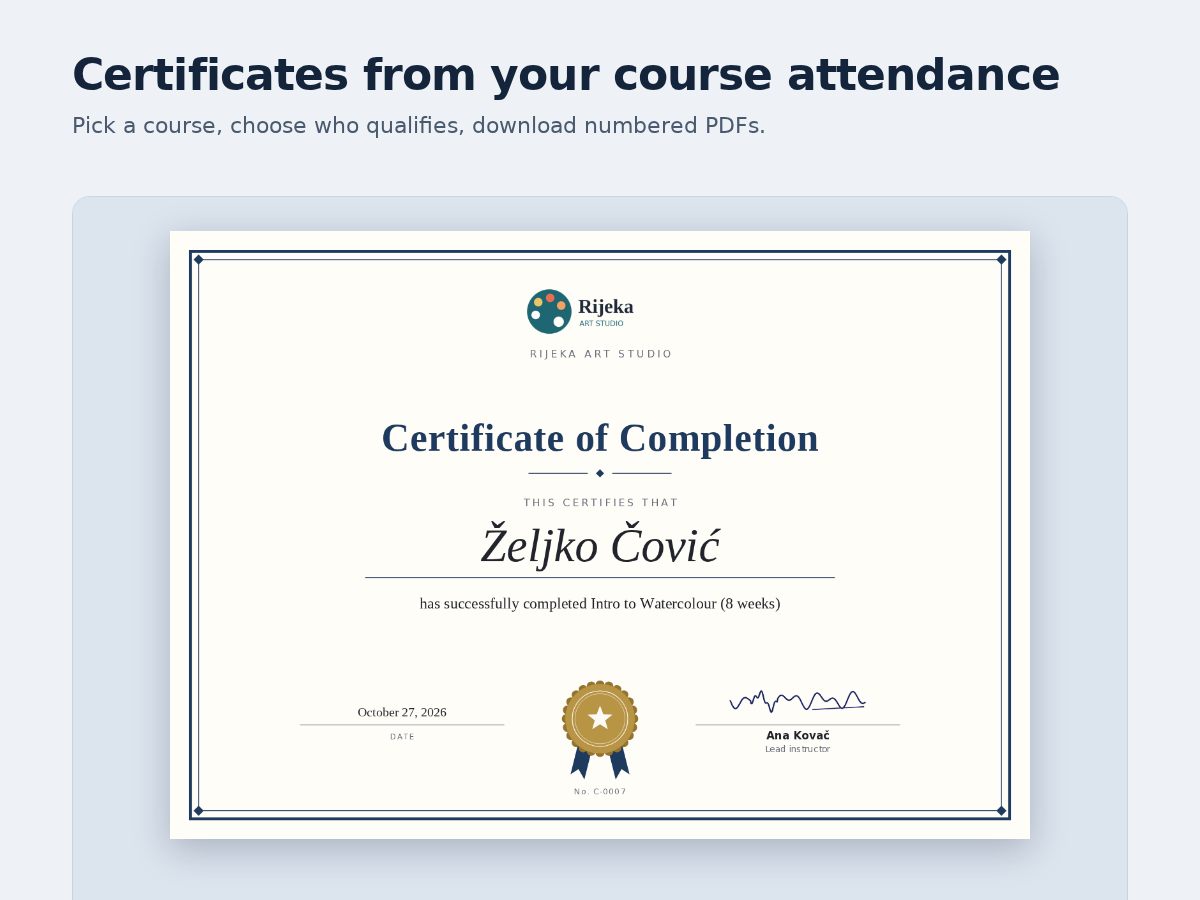 Certificates from your course attendance
Pick a course, choose who qualifies, download numbered PDFs.
Rijeka
ART STUDIO
RIJEKA ART STUDIO
Certificate of Completion
THIS CERTIFIES THAT
Željko Čović
has successfully completed Intro to Watercolour (8 weeks)
October 27, 2026
DATE
Ana Kovač
Lead instructor
No. C-0007